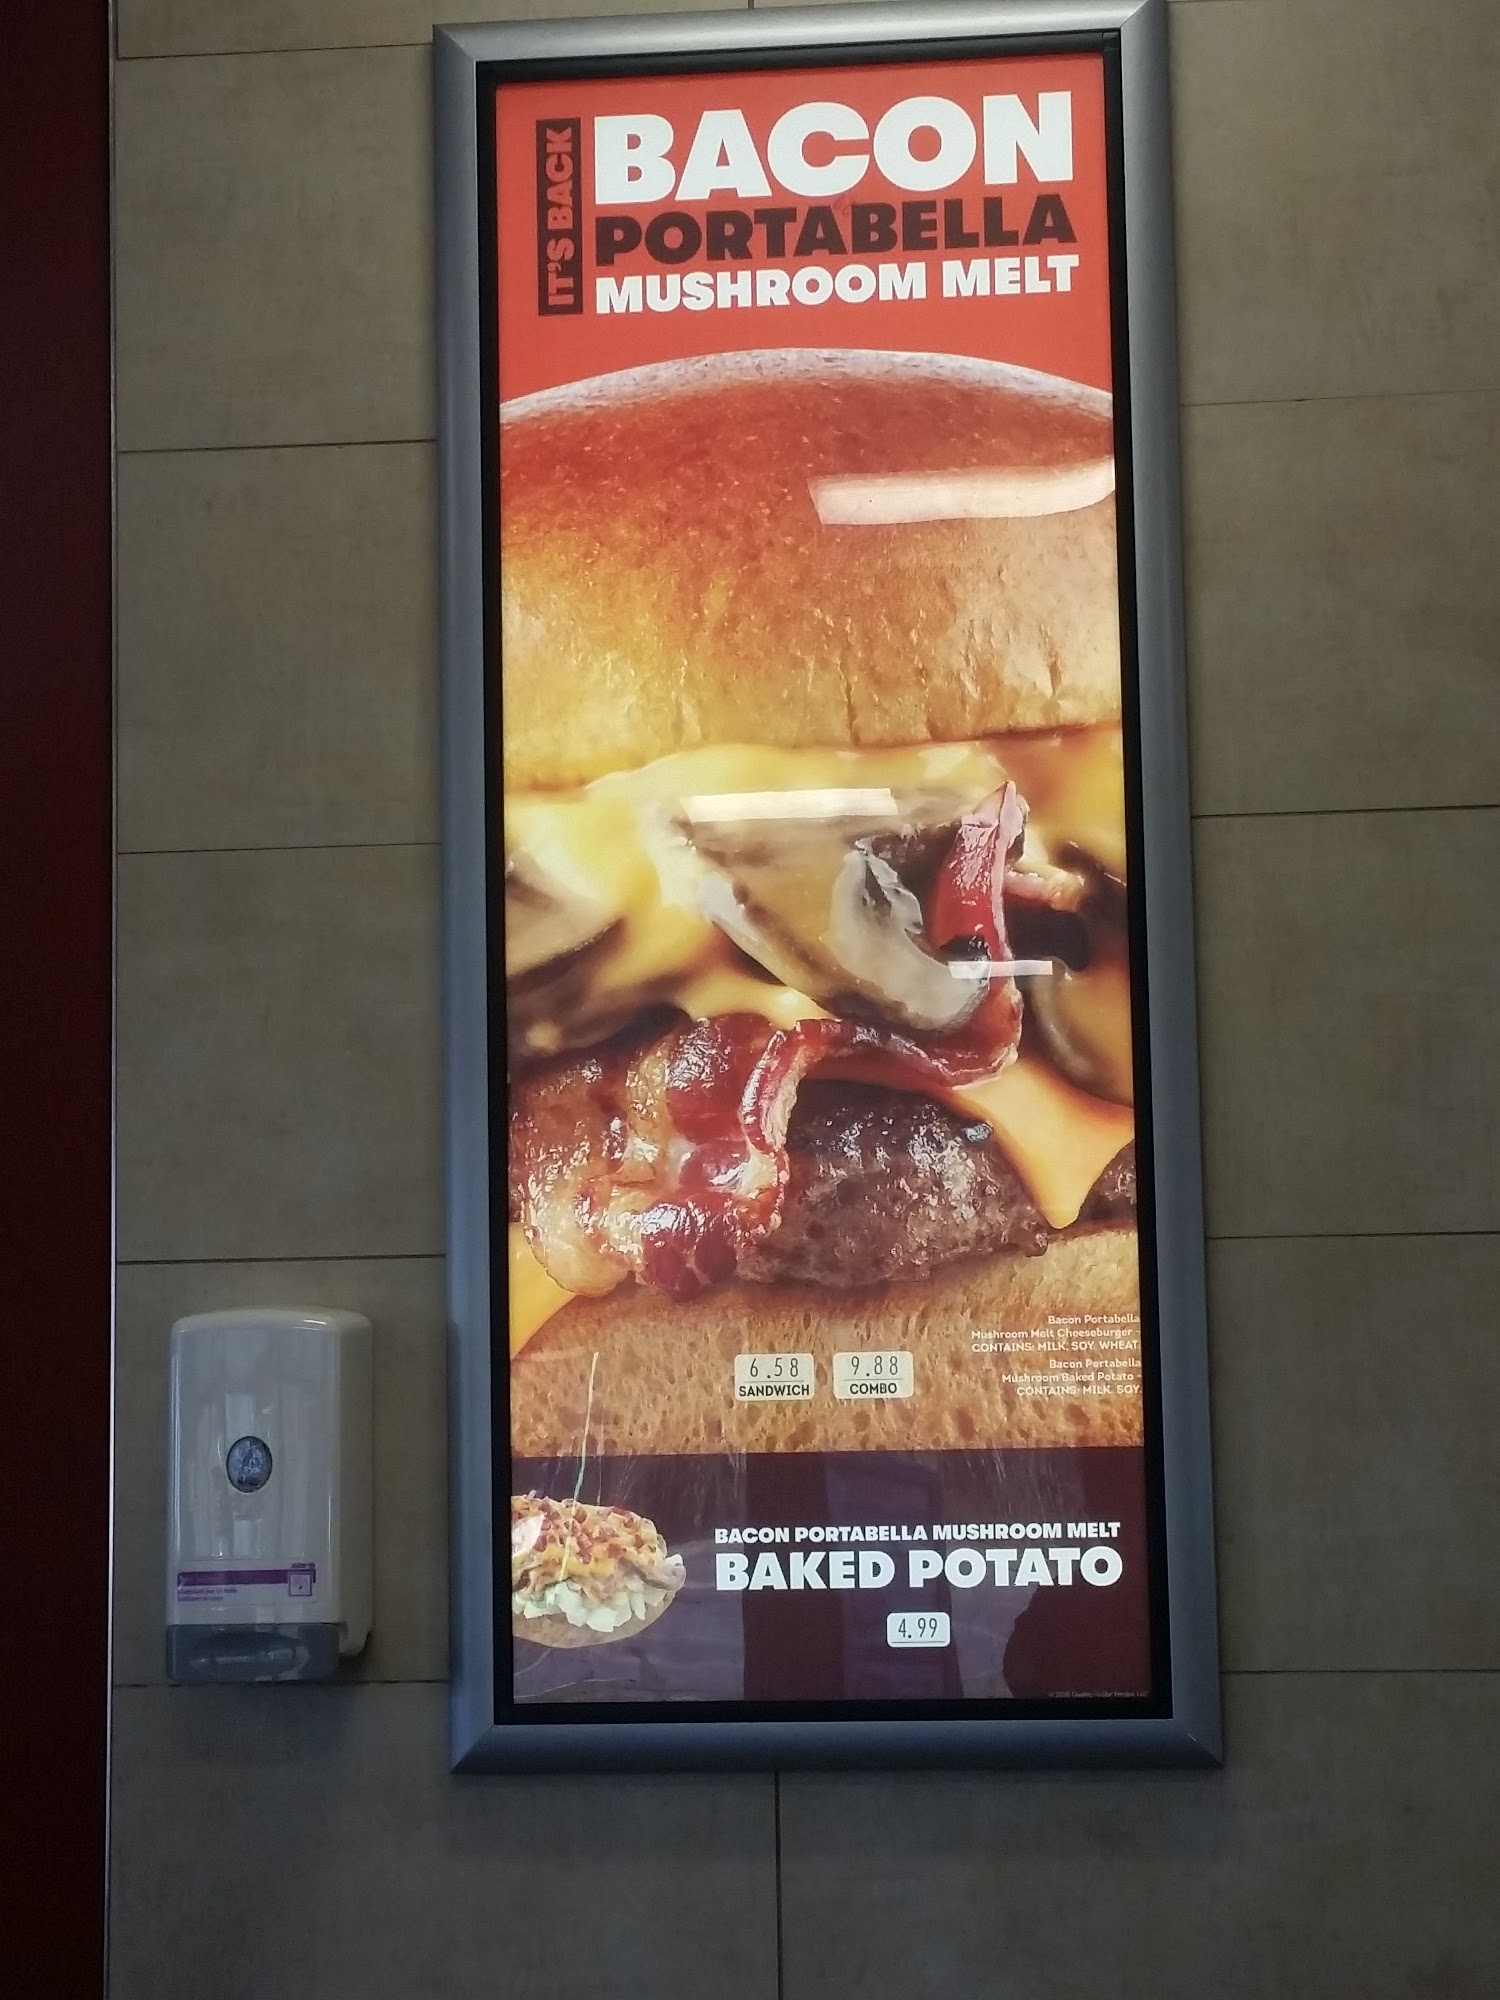 IT'S BACK
BACON
PORTABELLA
MUSHROOM MELT
Bacon Portabella
Mushroom Melt Cheeseburger -
CONTAINS: MILK, SOY, WHEAT.
Bacon Portabella
Mushroom Baked Potato -
CONTAINS: MILK, SOY.
6.58
SANDWICH
9.88
COMBO
BACON PORTABELLA MUSHROOM MELT
BAKED POTATO
4.99